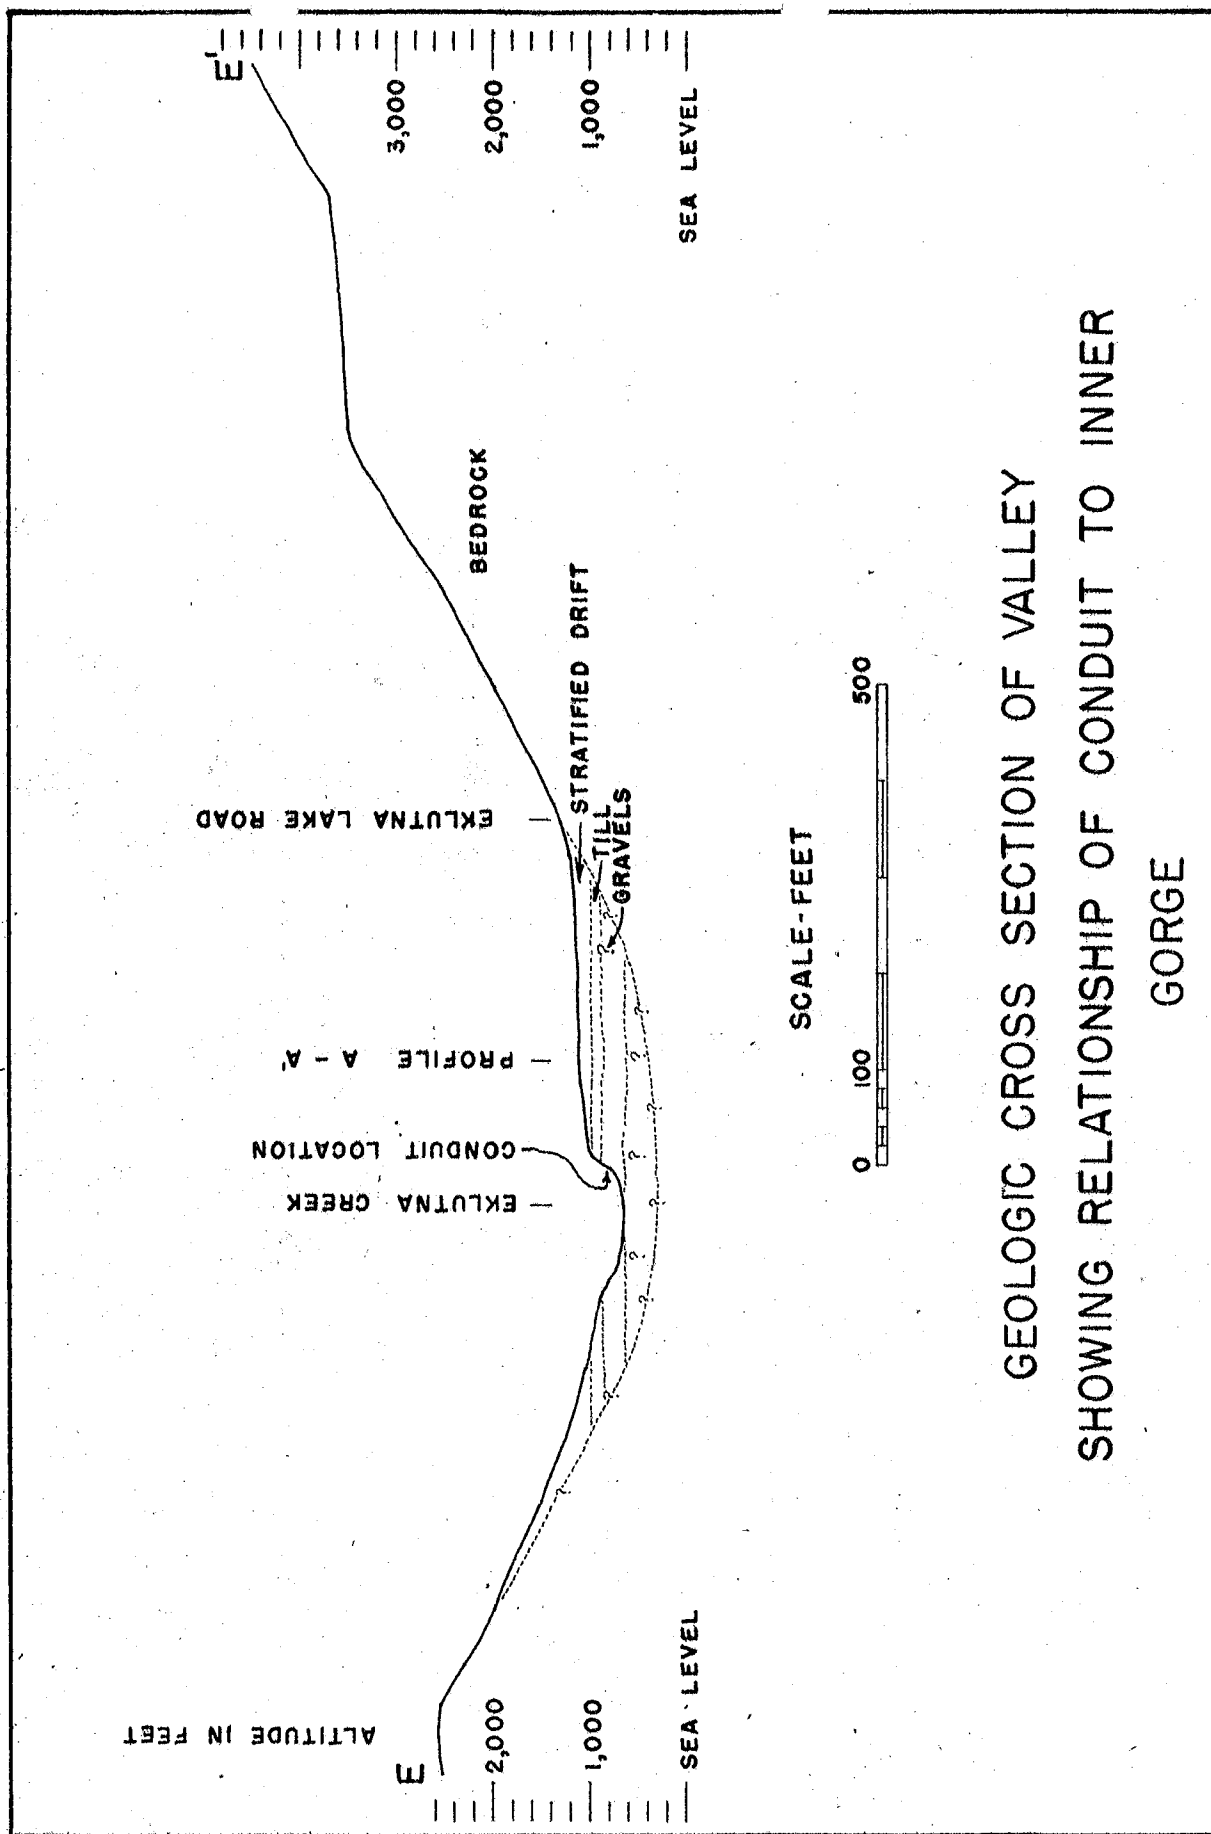 E
E'
ALTITUDE IN FEET
EKLUTNA CREEK
CONDUIT LOCATION
PROFILE A - A'
EKLUTNA LAKE ROAD
BEDROCK
STRATIFIED DRIFT
TILL
GRAVELS
2,000
1,000
SEA LEVEL
3,000
2,000
1,000
SEA LEVEL
? ? ? ? ? ? ? ? ? ? ? ?
SCALE-FEET
0 100 500
GEOLOGIC CROSS SECTION OF VALLEY
SHOWING RELATIONSHIP OF CONDUIT TO INNER
GORGE